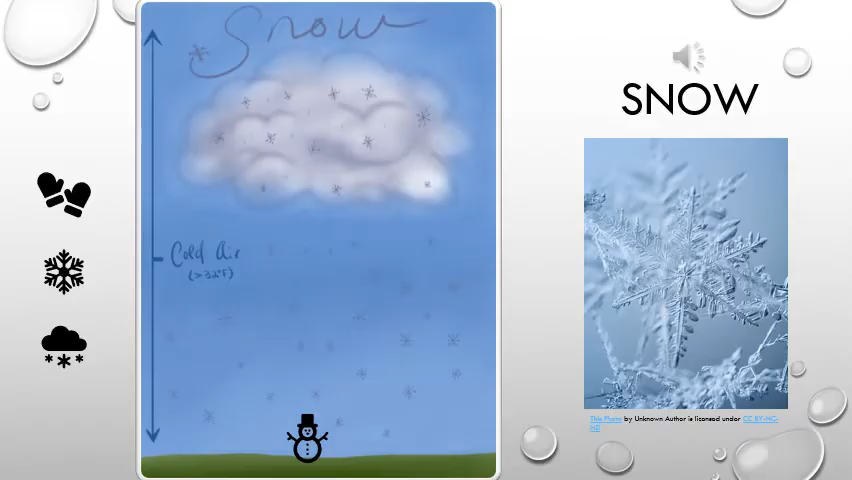 Snow
Cold Air
(>32°F)
SNOW
This Photo by Unknown Author is licensed under CC BY-NC-
ND